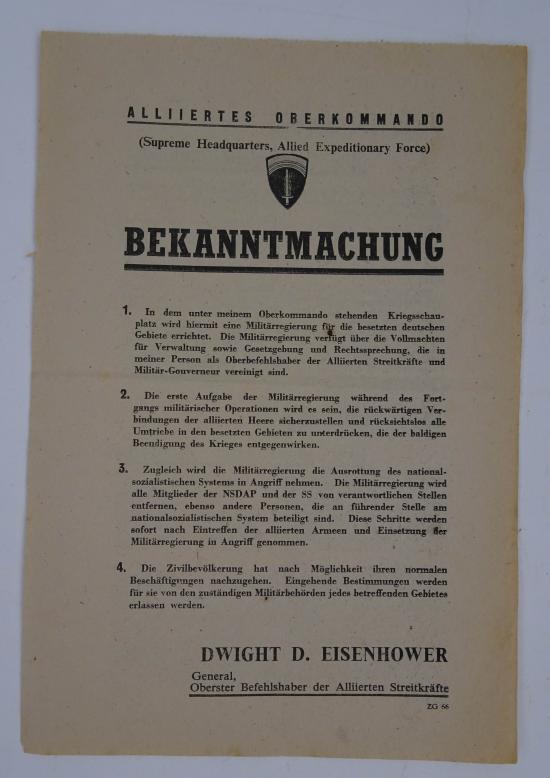 ALLIIERTES OBERKOMMANDO
(Supreme Headquarters, Allied Expeditionary Force)
BEKANNTMACHUNG
1. In dem unter meinem Oberkommando stehenden Kriegsschau-
platz wird hiermit eine Militärregierung für die besetzten deutschen
Gebiete errichtet. Die Militärregierung verfügt über die Vollmachten
für Verwaltung sowie Gesetzgebung und Rechtssprechung, die in
meiner Person als Oberbefehlshaber der Alliierten Streitkräfte und
Militär-Gouverneur vereinigt sind.
2. Die erste Aufgabe der Militärregierung während des Fort-
gangs militärischer Operationen wird es sein, die rückwärtigen Ver-
bindungen der alliierten Heere sicherzustellen und rücksichtslos alle
Umtriebe in den besetzten Gebieten zu unterdrücken, die der baldigen
Beendigung des Krieges entgegenwirken.
3. Zugleich wird die Militärregierung die Ausrottung des national-
sozialistischen Systems in Angriff nehmen. Die Militärregierung wird
alle Mitglieder der NSDAP und der SS von verantwortlichen Stellen
entfernen, ebenso andere Personen, die an führender Stelle am
nationalsozialistischen System beteiligt sind. Diese Schritte werden
sofort nach Eintreffen der alliierten Armeen und Einsetzung der
Militärregierung in Angriff genommen.
4. Die Zivilbevölkerung hat nach Möglichkeit ihren normalen
Beschäftigungen nachzugehen. Eingehende Bestimmungen werden
für sie von den zuständigen Militärbehörden jedes betreffenden Gebietes
erlassen werden.
DWIGHT D. EISENHOWER
General,
Oberster Befehlshaber der Alliierten Streitkräfte
ZG 66